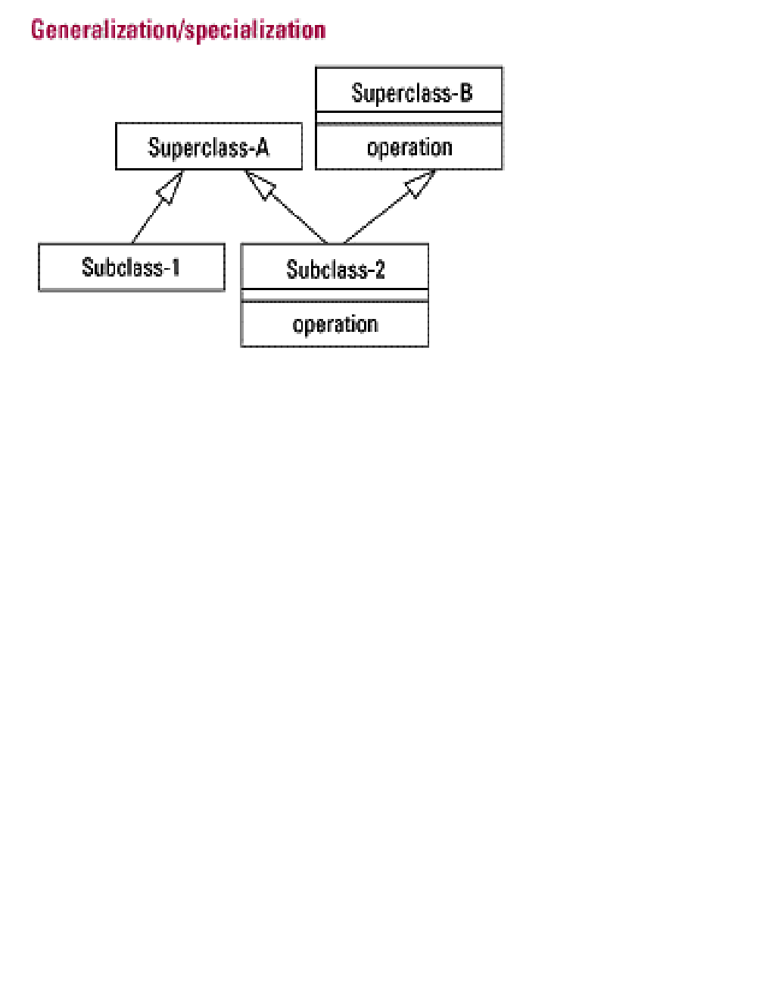 Generalization/specialization
Superclass-B
operation
Superclass-A
Subclass-1
Subclass-2
operation